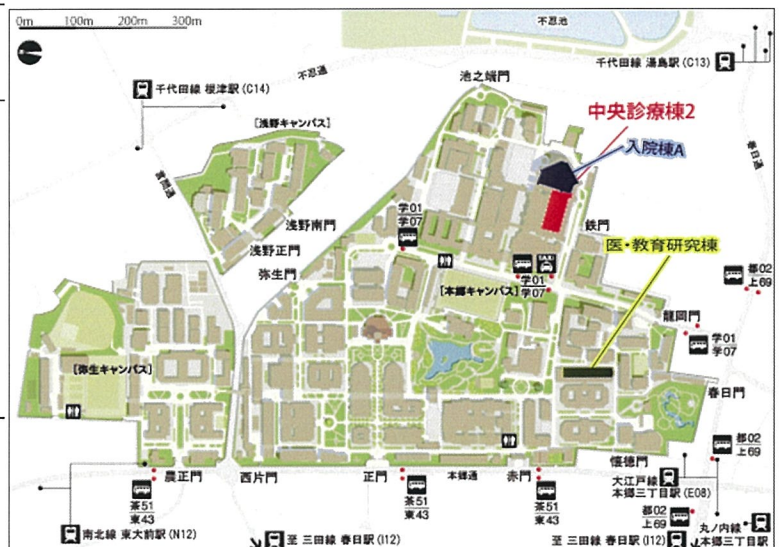 0m 100m 200m 300m
不忍池
千代田線 湯島駅(C13)
不忍通
池之端門
千代田線 根津駅(C14)
中央診療棟2
[浅野キャンパス]
入院棟A
春日通
言問通
学01
学07
浅野南門
鉄門
浅野正門
医・教育研究棟
弥生門
TAXI
学01
学07
[本郷キャンパス]
都02
上69
龍岡門
学01
学07
[弥生キャンパス]
春日門
都02
上69
懐徳門
農正門
西片門
正門
本郷通
赤門
大江戸線
本郷三丁目駅(E08)
茶51
東43
茶51
東43
茶51
東43
都02
上69
丸ノ内線
本郷三丁目駅
南北線 東大前駅(N12)
至 三田線 春日駅(I12)
至 三田線 春日駅(I12)